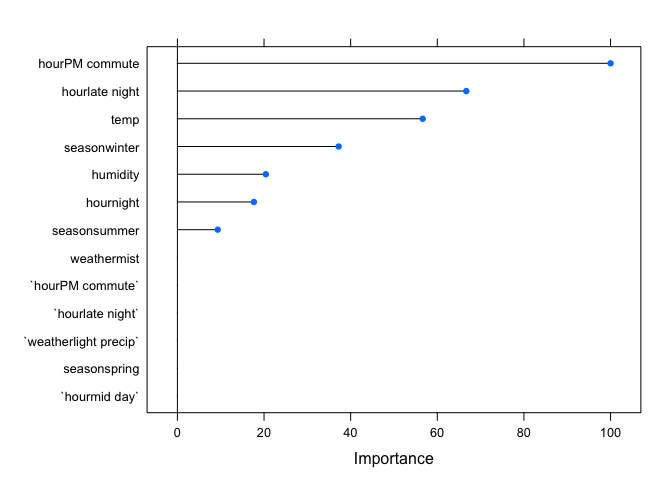 hourPM commute
hourlate night
temp
seasonwinter
humidity
hournight
seasonsummer
weathermist
`hourPM commute`
`hourlate night`
`weatherlight precip`
seasonspring
`hourmid day`
0 20 40 60 80 100
Importance